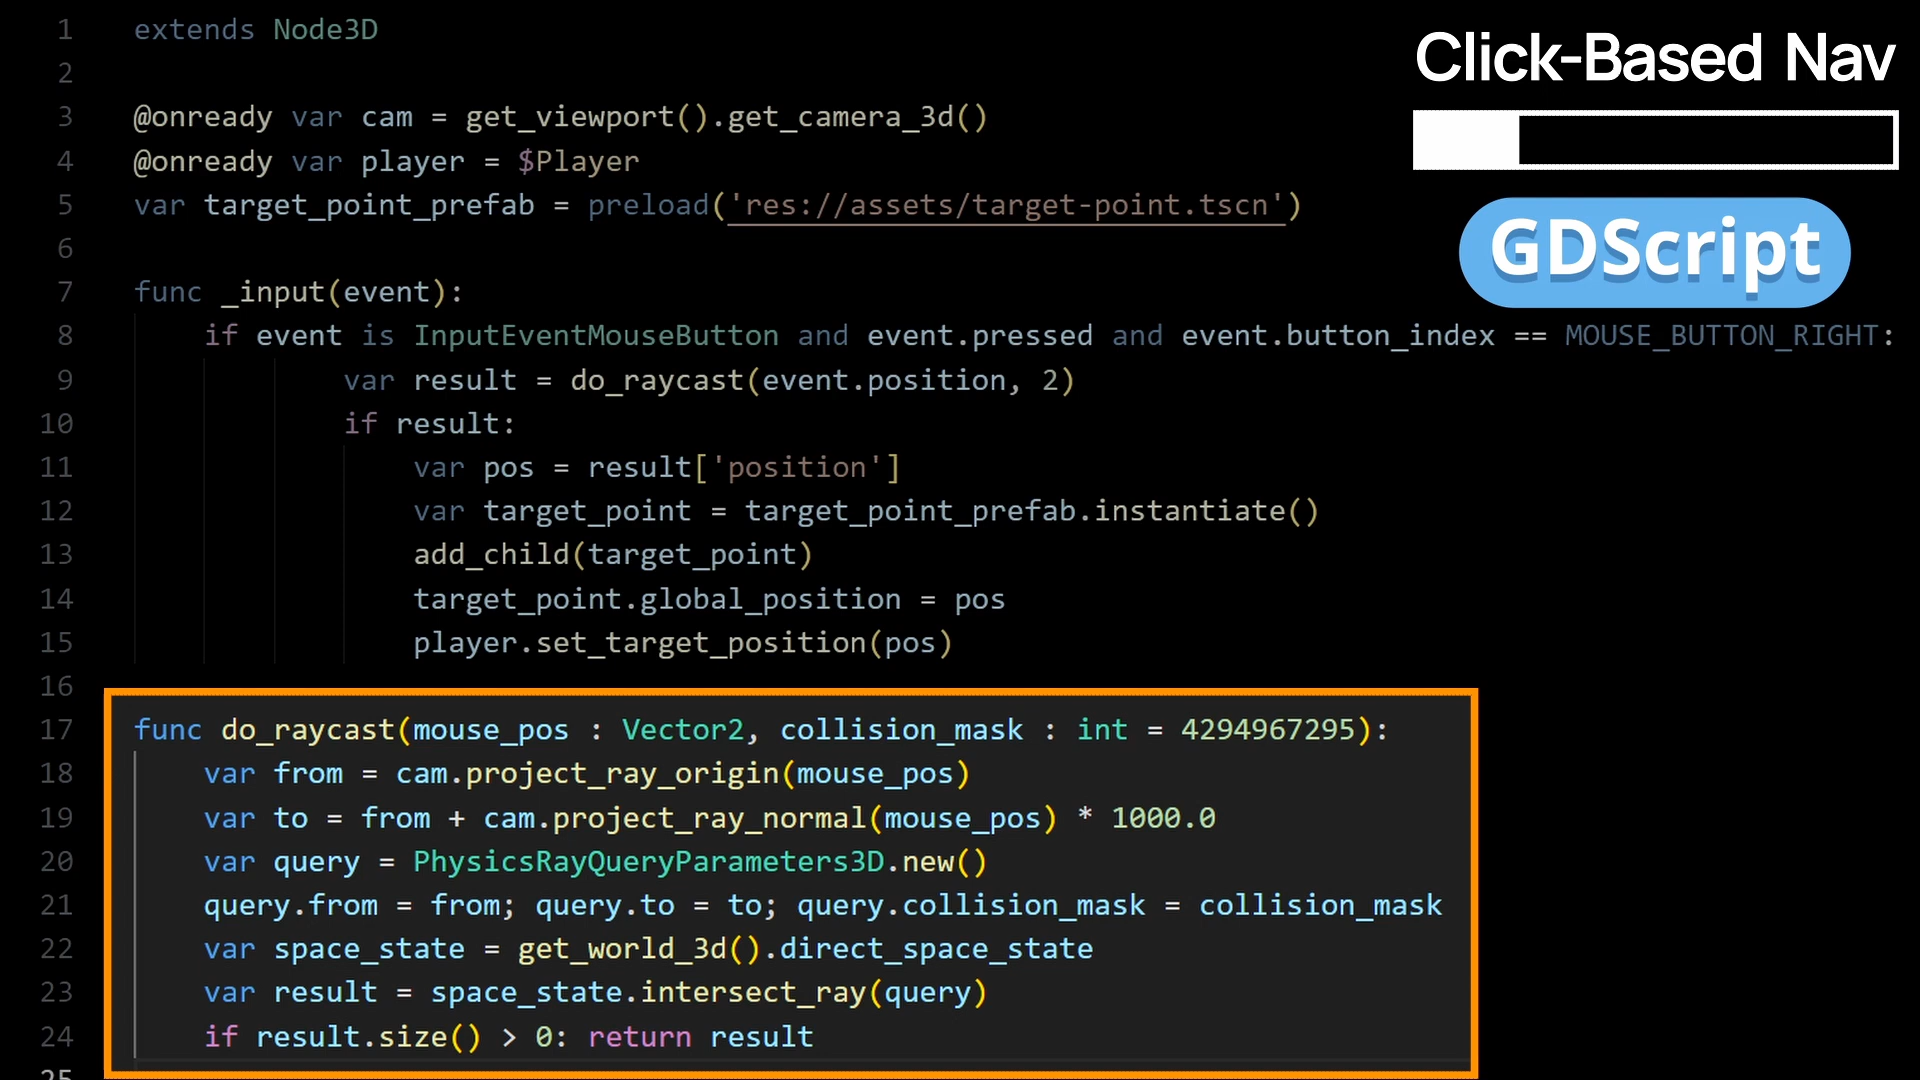 1 extends Node3D
2
3 @onready var cam = get_viewport().get_camera_3d()
4 @onready var player = $Player
5 var target_point_prefab = preload('res://assets/target-point.tscn')
6
7 func _input(event):
8 if event is InputEventMouseButton and event.pressed and event.button_index == MOUSE_BUTTON_RIGHT:
9 var result = do_raycast(event.position, 2)
10 if result:
11 var pos = result['position']
12 var target_point = target_point_prefab.instantiate()
13 add_child(target_point)
14 target_point.global_position = pos
15 player.set_target_position(pos)
16
17 func do_raycast(mouse_pos : Vector2, collision_mask : int = 4294967295):
18 var from = cam.project_ray_origin(mouse_pos)
19 var to = from + cam.project_ray_normal(mouse_pos) * 1000.0
20 var query = PhysicsRayQueryParameters3D.new()
21 query.from = from; query.to = to; query.collision_mask = collision_mask
22 var space_state = get_world_3d().direct_space_state
23 var result = space_state.intersect_ray(query)
24 if result.size() > 0: return result
25
Click-Based Nav
GDScript